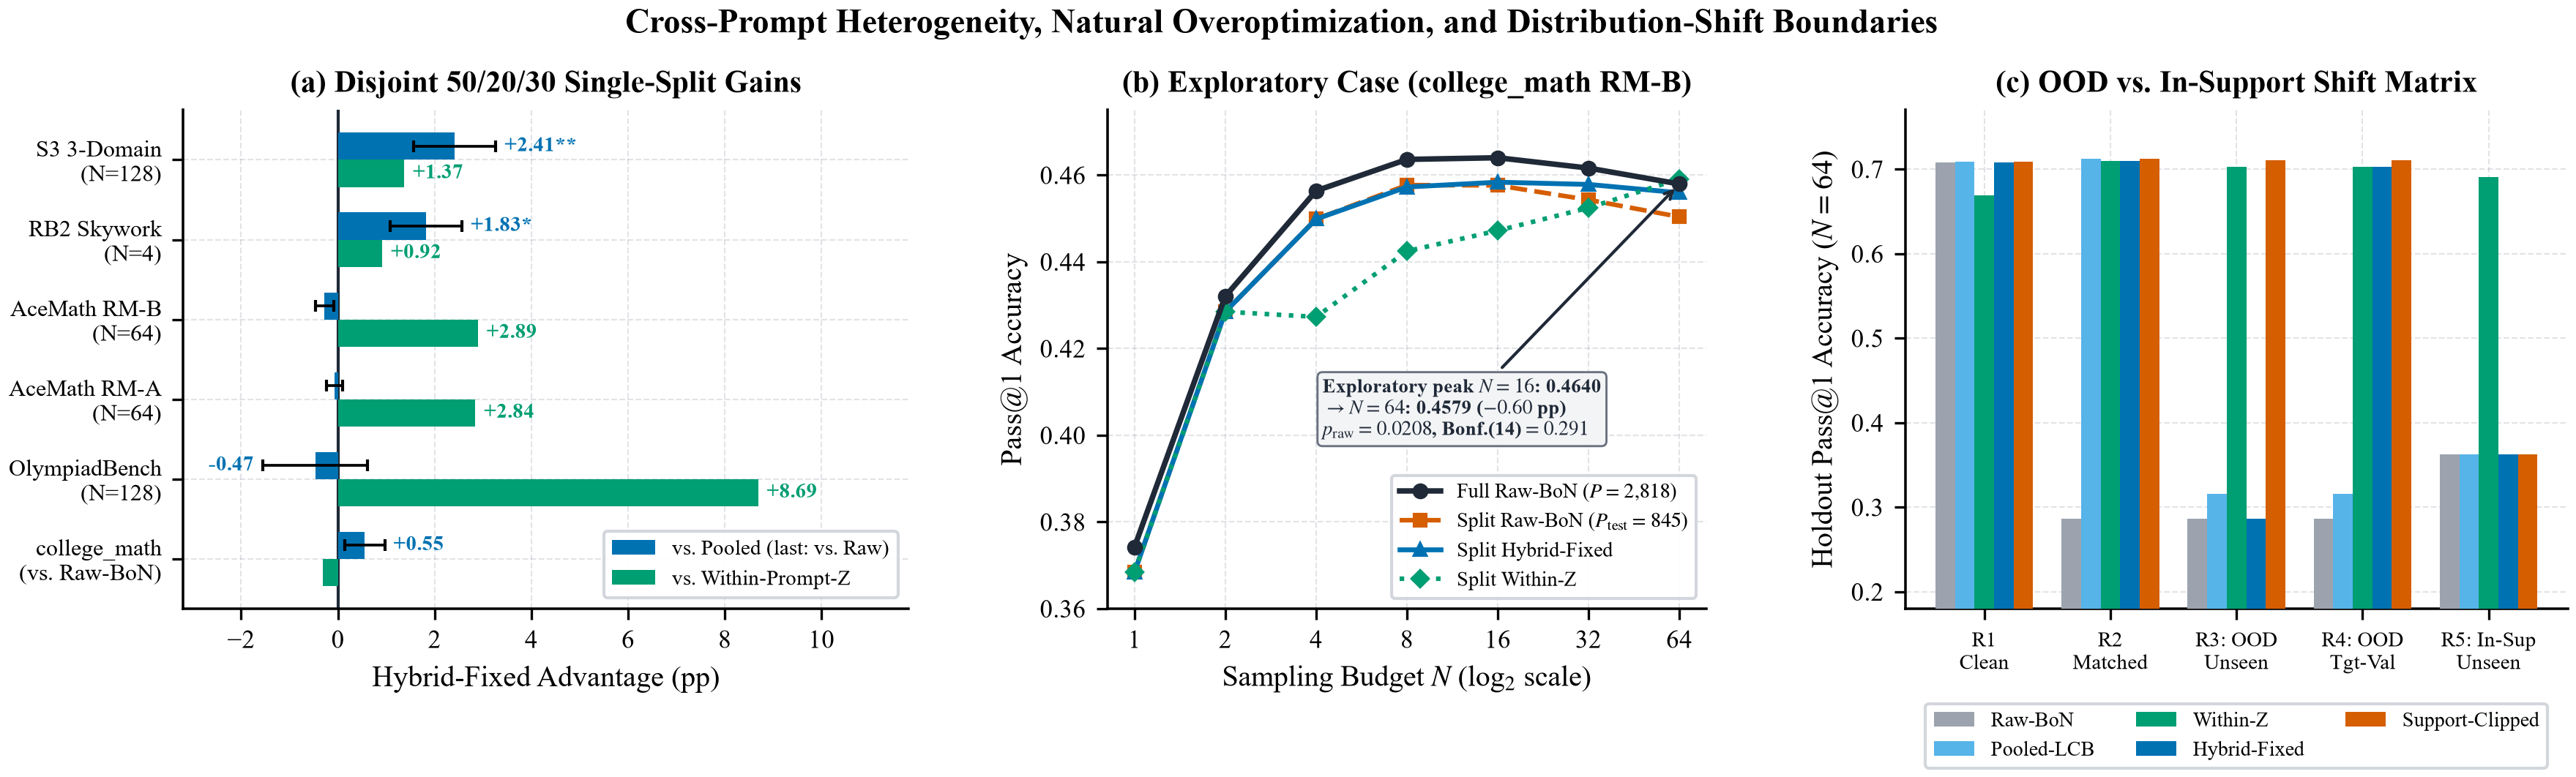 Cross-Prompt Heterogeneity, Natural Overoptimization, and Distribution-Shift Boundaries
(a) Disjoint 50/20/30 Single-Split Gains
S3 3-Domain
(N=128)
RB2 Skywork
(N=4)
AceMath RM-B
(N=64)
AceMath RM-A
(N=64)
OlympiadBench
(N=128)
college_math
(vs. Raw-BoN)
+2.41**
+1.37
+1.83*
+0.92
+2.89
+2.84
-0.47
+8.69
+0.55
vs. Pooled (last: vs. Raw)
vs. Within-Prompt-Z
−2 0 2 4 6 8 10
Hybrid-Fixed Advantage (pp)
(b) Exploratory Case (college_math RM-B)
Pass@1 Accuracy
0.46
0.44
0.42
0.40
0.38
0.36
Exploratory peak N = 16: 0.4640
→ N = 64: 0.4579 (−0.60 pp)
p_raw = 0.0208, Bonf.(14) = 0.291
Full Raw-BoN (P = 2,818)
Split Raw-BoN (P_test = 845)
Split Hybrid-Fixed
Split Within-Z
1 2 4 8 16 32 64
Sampling Budget N (log₂ scale)
(c) OOD vs. In-Support Shift Matrix
Holdout Pass@1 Accuracy (N = 64)
0.7
0.6
0.5
0.4
0.3
0.2
R1
Clean
R2
Matched
R3: OOD
Unseen
R4: OOD
Tgt-Val
R5: In-Sup
Unseen
Raw-BoN
Pooled-LCB
Within-Z
Hybrid-Fixed
Support-Clipped